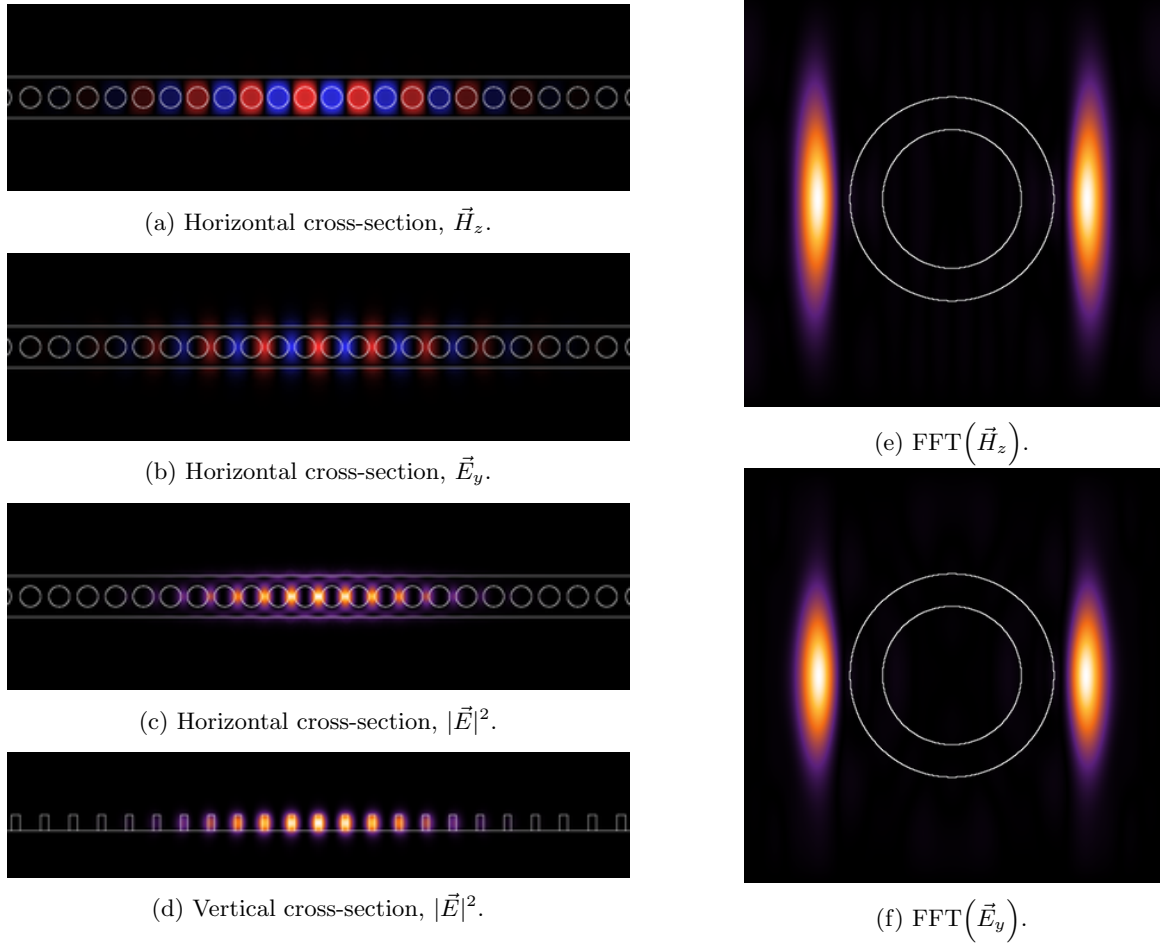 (a) Horizontal cross-section, $\vec{H}_z$.
(b) Horizontal cross-section, $\vec{E}_y$.
(c) Horizontal cross-section, $|\vec{E}|^2$.
(d) Vertical cross-section, $|\vec{E}|^2$.
(e) FFT$\left(\vec{H}_z\right)$.
(f) FFT$\left(\vec{E}_y\right)$.